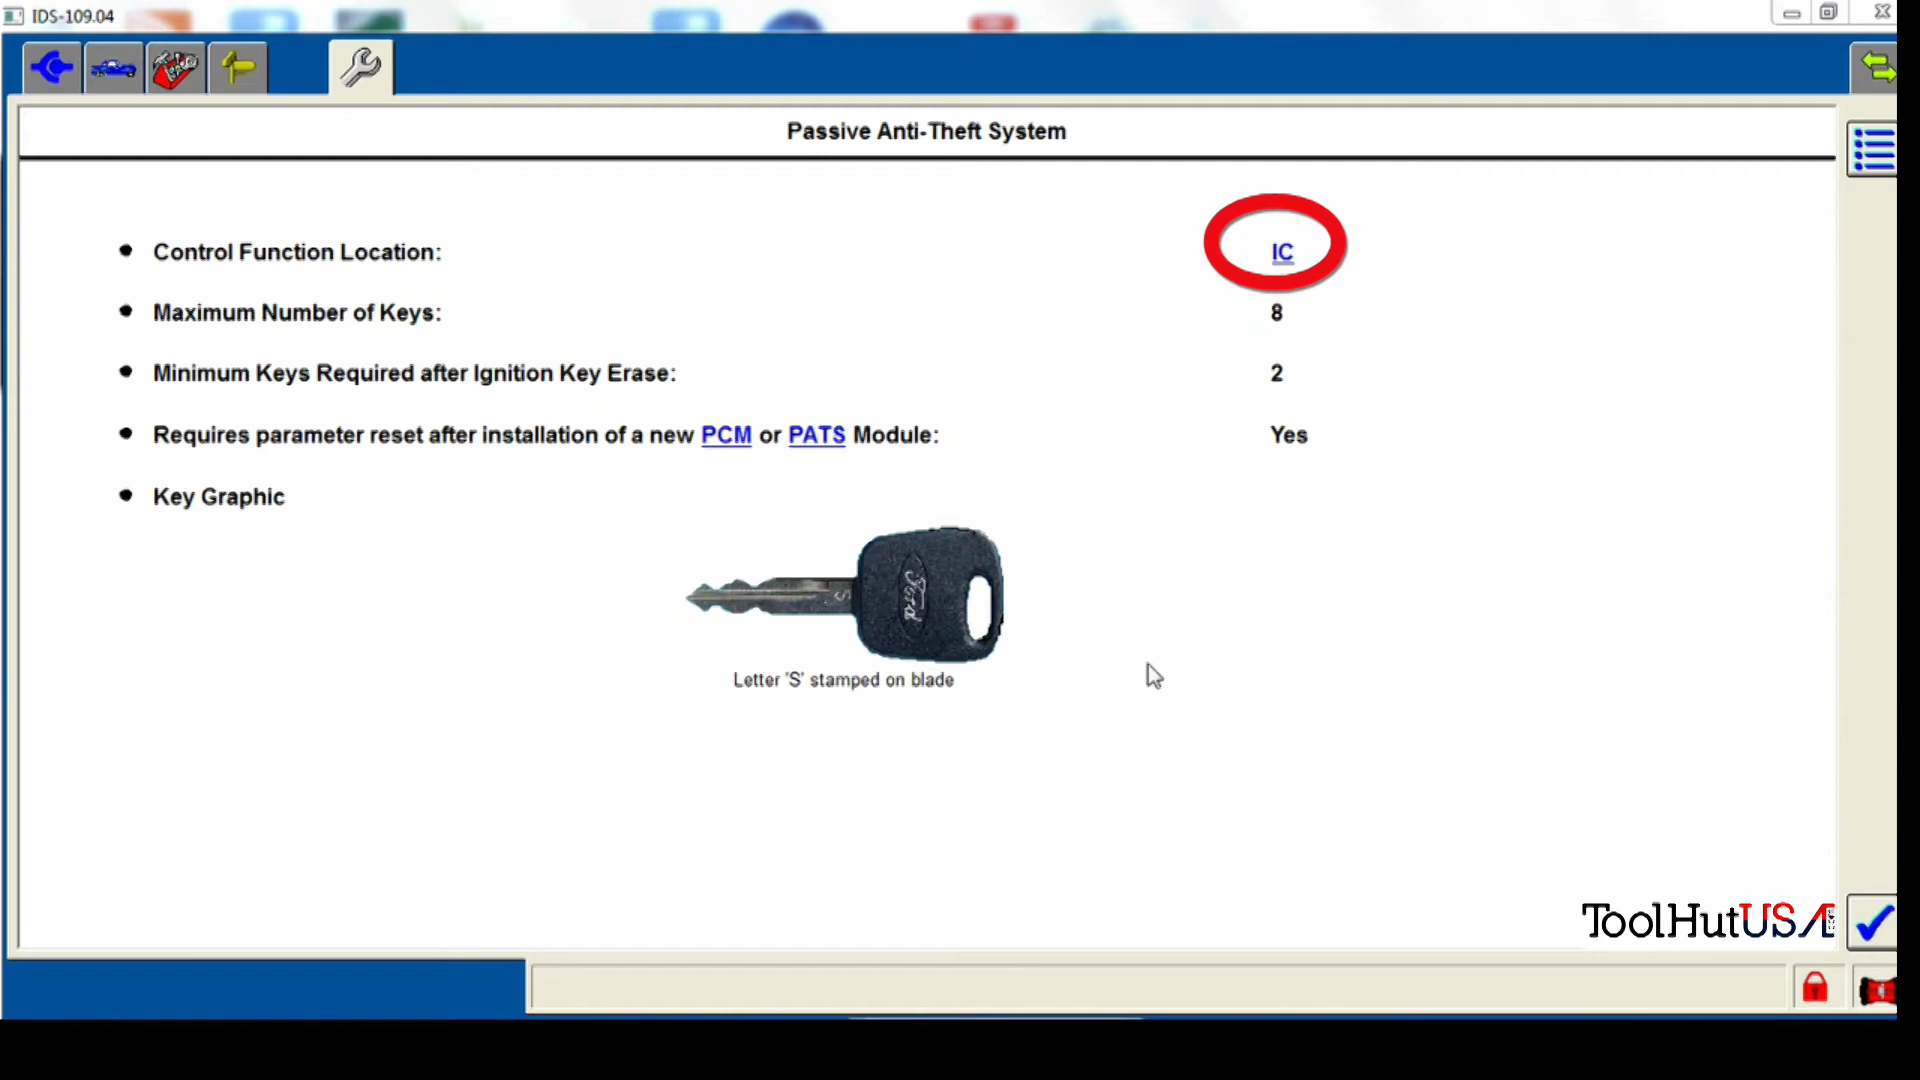 IDS-109.04
Passive Anti-Theft System
Control Function Location: IC
Maximum Number of Keys: 8
Minimum Keys Required after Ignition Key Erase: 2
Requires parameter reset after installation of a new PCM or PATS Module: Yes
Key Graphic
Ford
S
Letter 'S' stamped on blade
ToolHutUSA